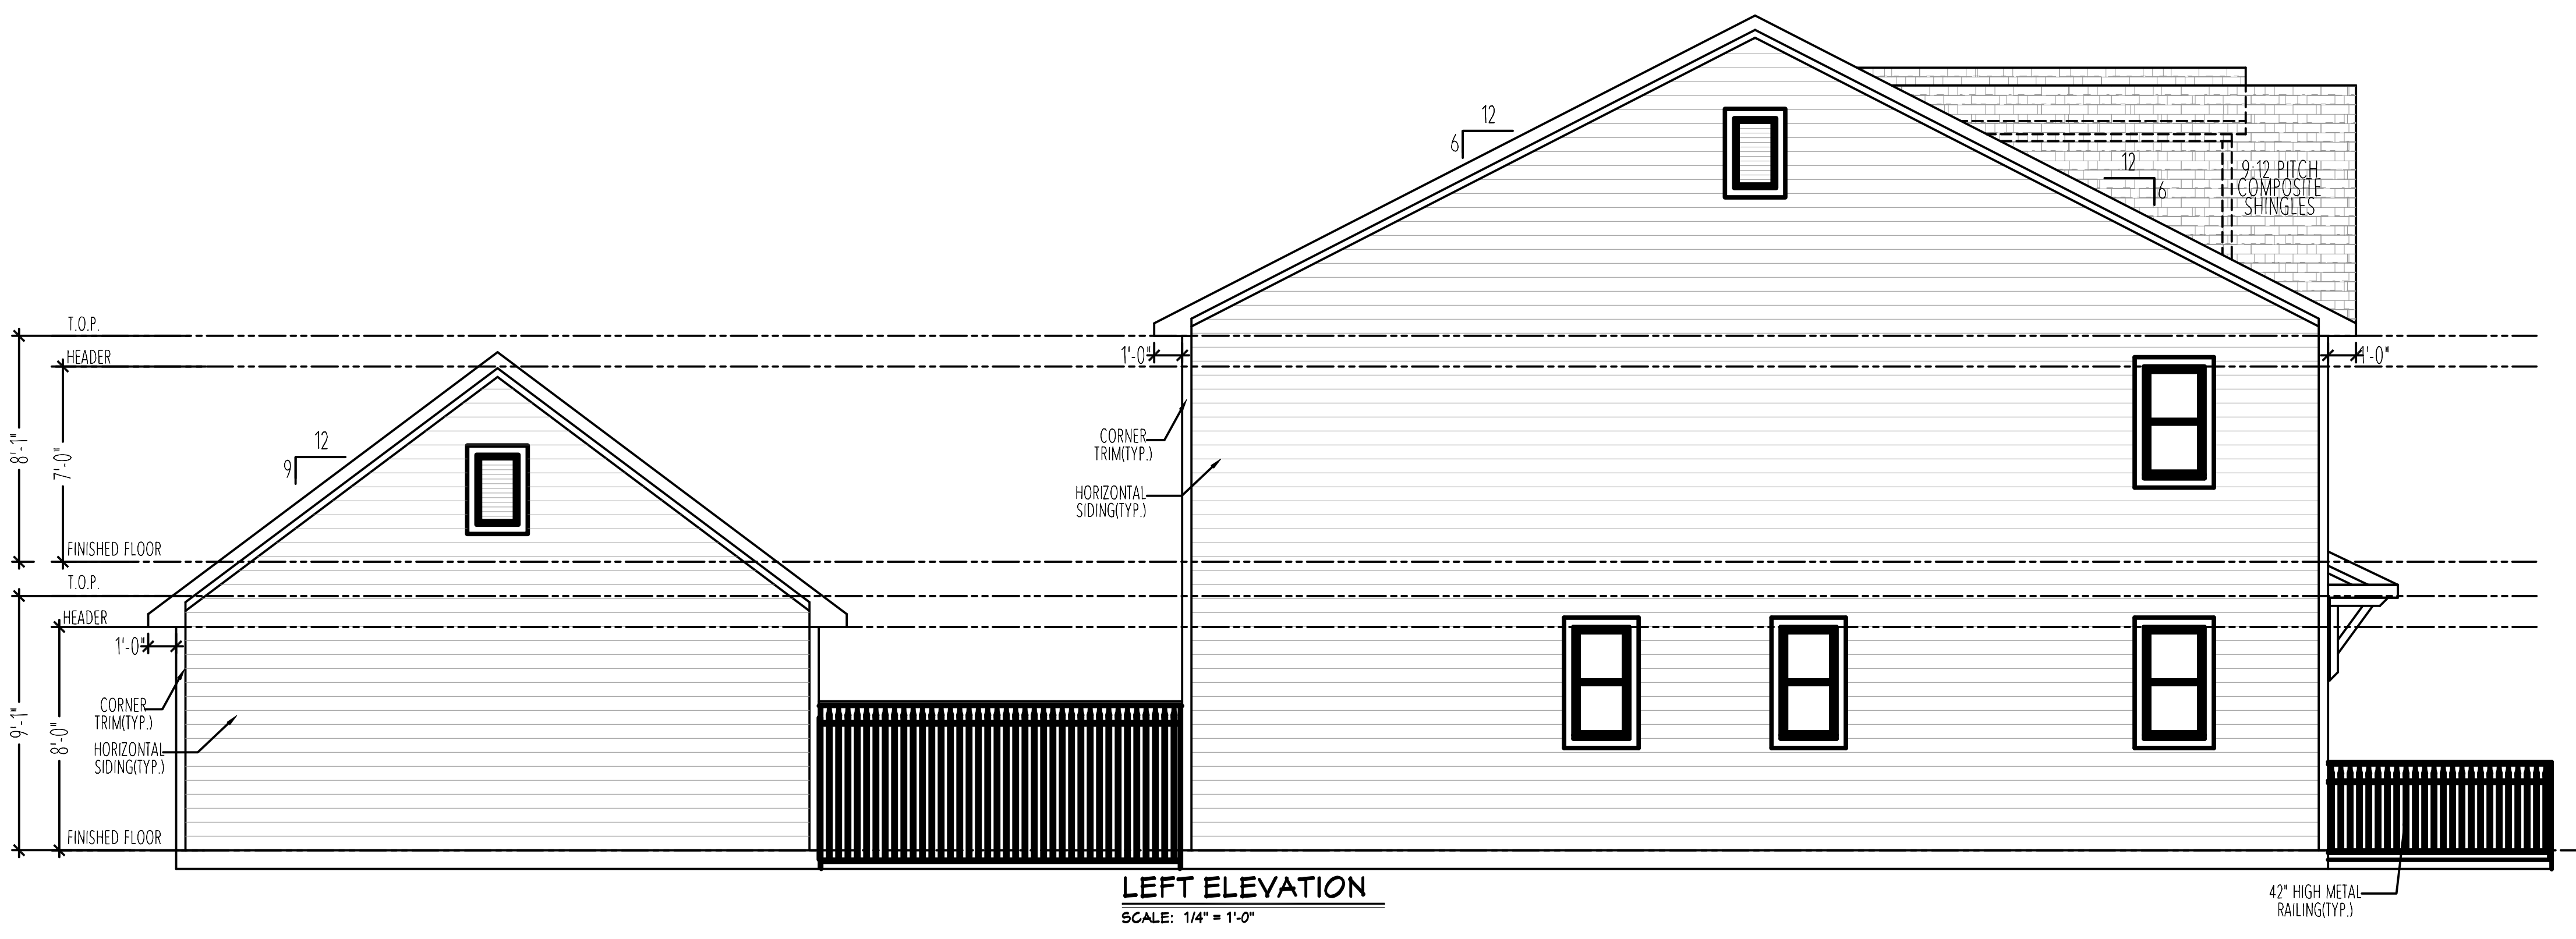 12
6
12
6
9:12 PITCH
COMPOSITE
SHINGLES
T.O.P.
HEADER
1'-0"
1'-0"
8'-1"
7'-0"
12
9
CORNER
TRIM(TYP.)
HORIZONTAL
SIDING(TYP.)
FINISHED FLOOR
T.O.P.
HEADER
1'-0"
9'-1"
8'-0"
CORNER
TRIM(TYP.)
HORIZONTAL
SIDING(TYP.)
FINISHED FLOOR
LEFT ELEVATION
SCALE: 1/4" = 1'-0"
42" HIGH METAL
RAILING(TYP.)